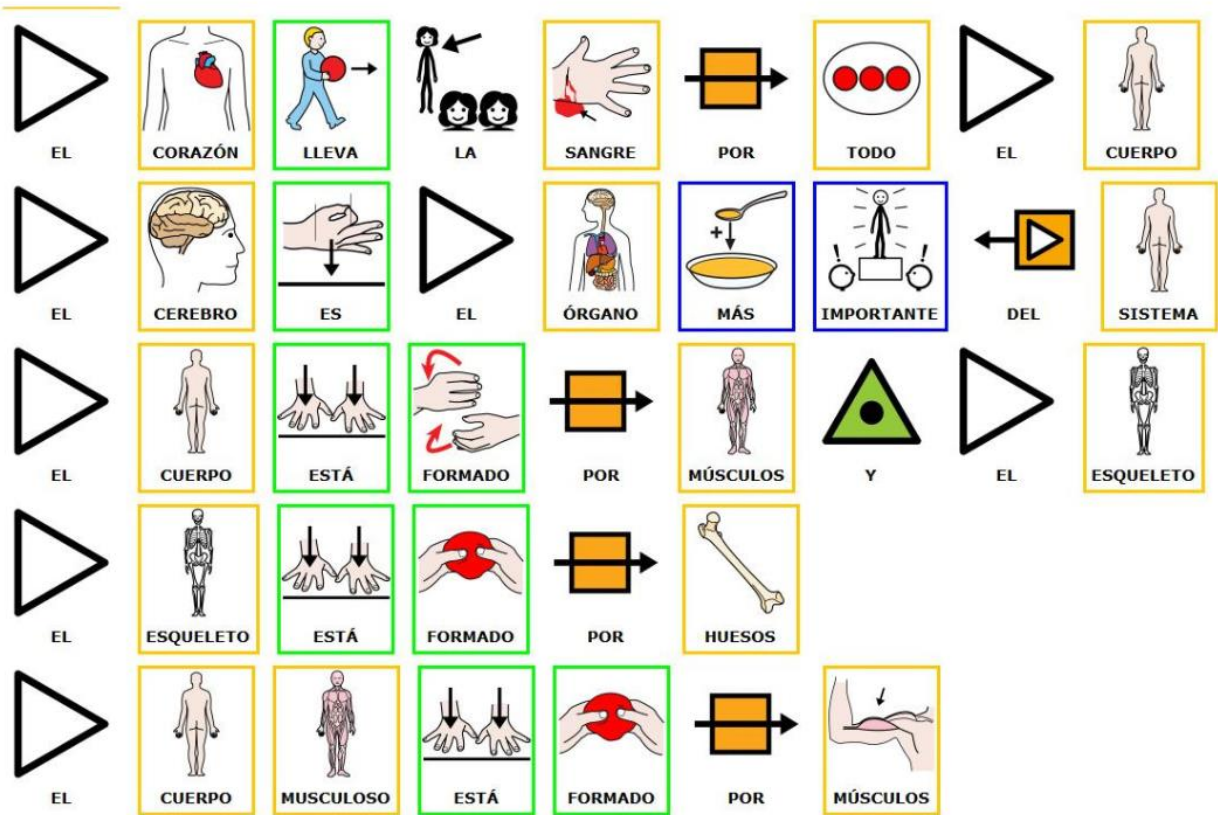 EL CORAZÓN LLEVA LA SANGRE POR TODO EL CUERPO
EL CEREBRO ES EL ÓRGANO MÁS IMPORTANTE DEL SISTEMA
EL CUERPO ESTÁ FORMADO POR MÚSCULOS Y EL ESQUELETO
EL ESQUELETO ESTÁ FORMADO POR HUESOS
EL CUERPO MUSCULOSO ESTÁ FORMADO POR MÚSCULOS